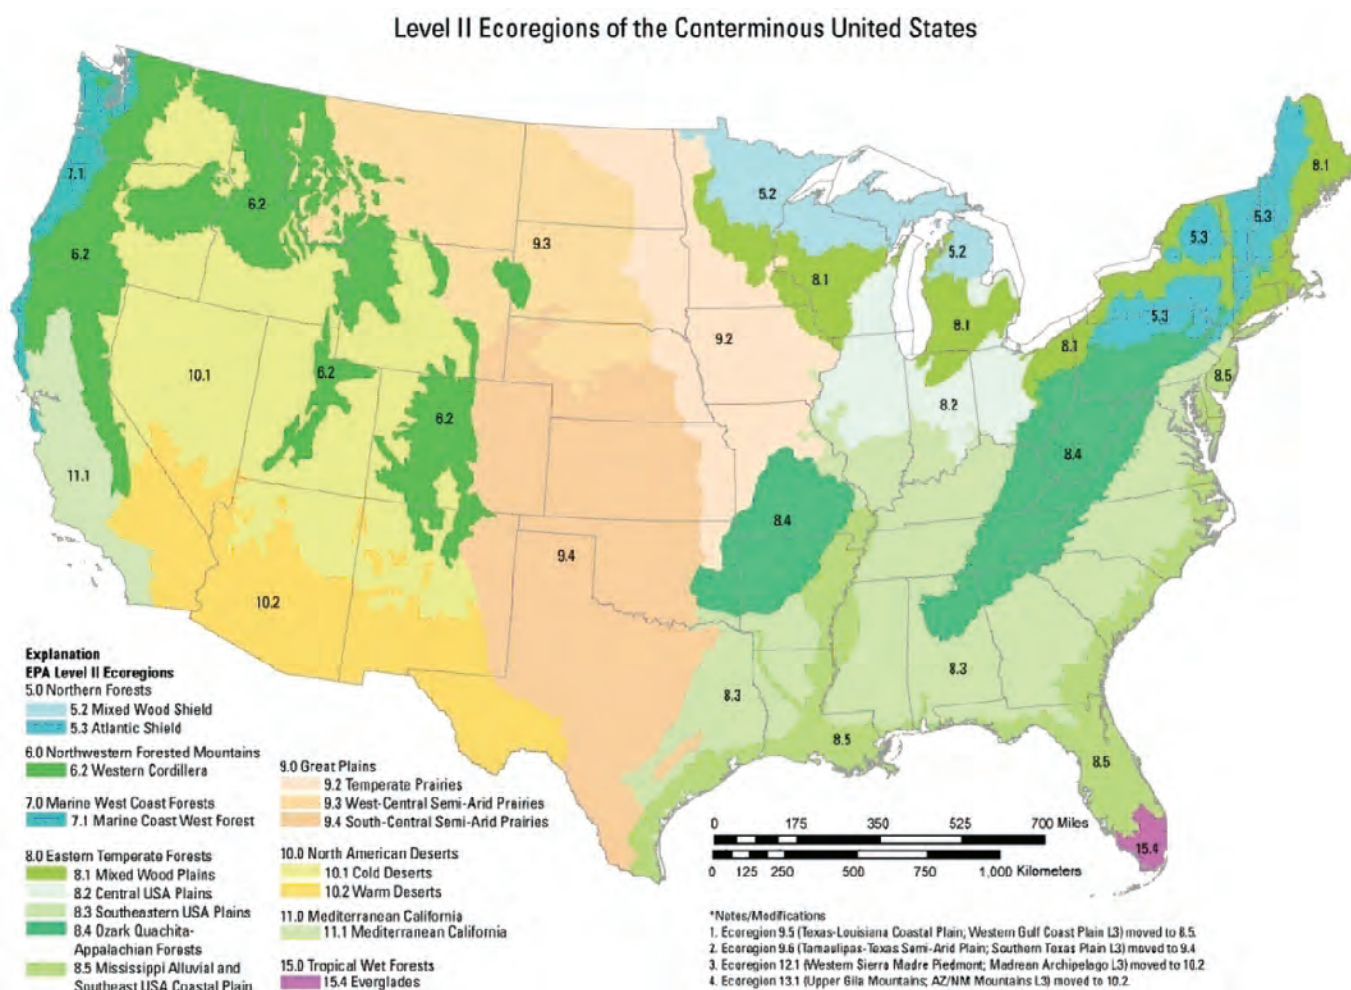 Level II Ecoregions of the Conterminous United States
7.1
6.2
6.2
9.3
5.2
5.2
8.1
8.1
8.1
5.3
5.3
5.3
8.1
9.2
10.1
6.2
6.2
8.2
8.5
11.1
8.4
8.4
9.4
10.2
8.3
8.3
8.5
8.5
15.4
Explanation
EPA Level II Ecoregions
5.0 Northern Forests
5.2 Mixed Wood Shield
5.3 Atlantic Shield
6.0 Northwestern Forested Mountains
6.2 Western Cordillera
7.0 Marine West Coast Forests
7.1 Marine Coast West Forest
8.0 Eastern Temperate Forests
8.1 Mixed Wood Plains
8.2 Central USA Plains
8.3 Southeastern USA Plains
8.4 Ozark Quachita-
Appalachian Forests
8.5 Mississippi Alluvial and
Southeast USA Coastal Plain
9.0 Great Plains
9.2 Temperate Prairies
9.3 West-Central Semi-Arid Prairies
9.4 South-Central Semi-Arid Prairies
10.0 North American Deserts
10.1 Cold Deserts
10.2 Warm Deserts
11.0 Mediterranean California
11.1 Mediterranean California
15.0 Tropical Wet Forests
15.4 Everglades
0 175 350 525 700 Miles
0 125 250 500 750 1,000 Kilometers
*Notes/Modifications
1. Ecoregion 9.5 (Texas-Louisiana Coastal Plain; Western Gulf Coast Plain L3) moved to 8.5.
2. Ecoregion 9.6 (Tamaulipas-Texas Semi-Arid Plain; Southern Texas Plain L3) moved to 9.4
3. Ecoregion 12.1 (Western Sierra Madre Piedmont; Madrean Archipelago L3) moved to 10.2
4. Ecoregion 13.1 (Upper Gila Mountains; AZ/NM Mountains L3) moved to 10.2.